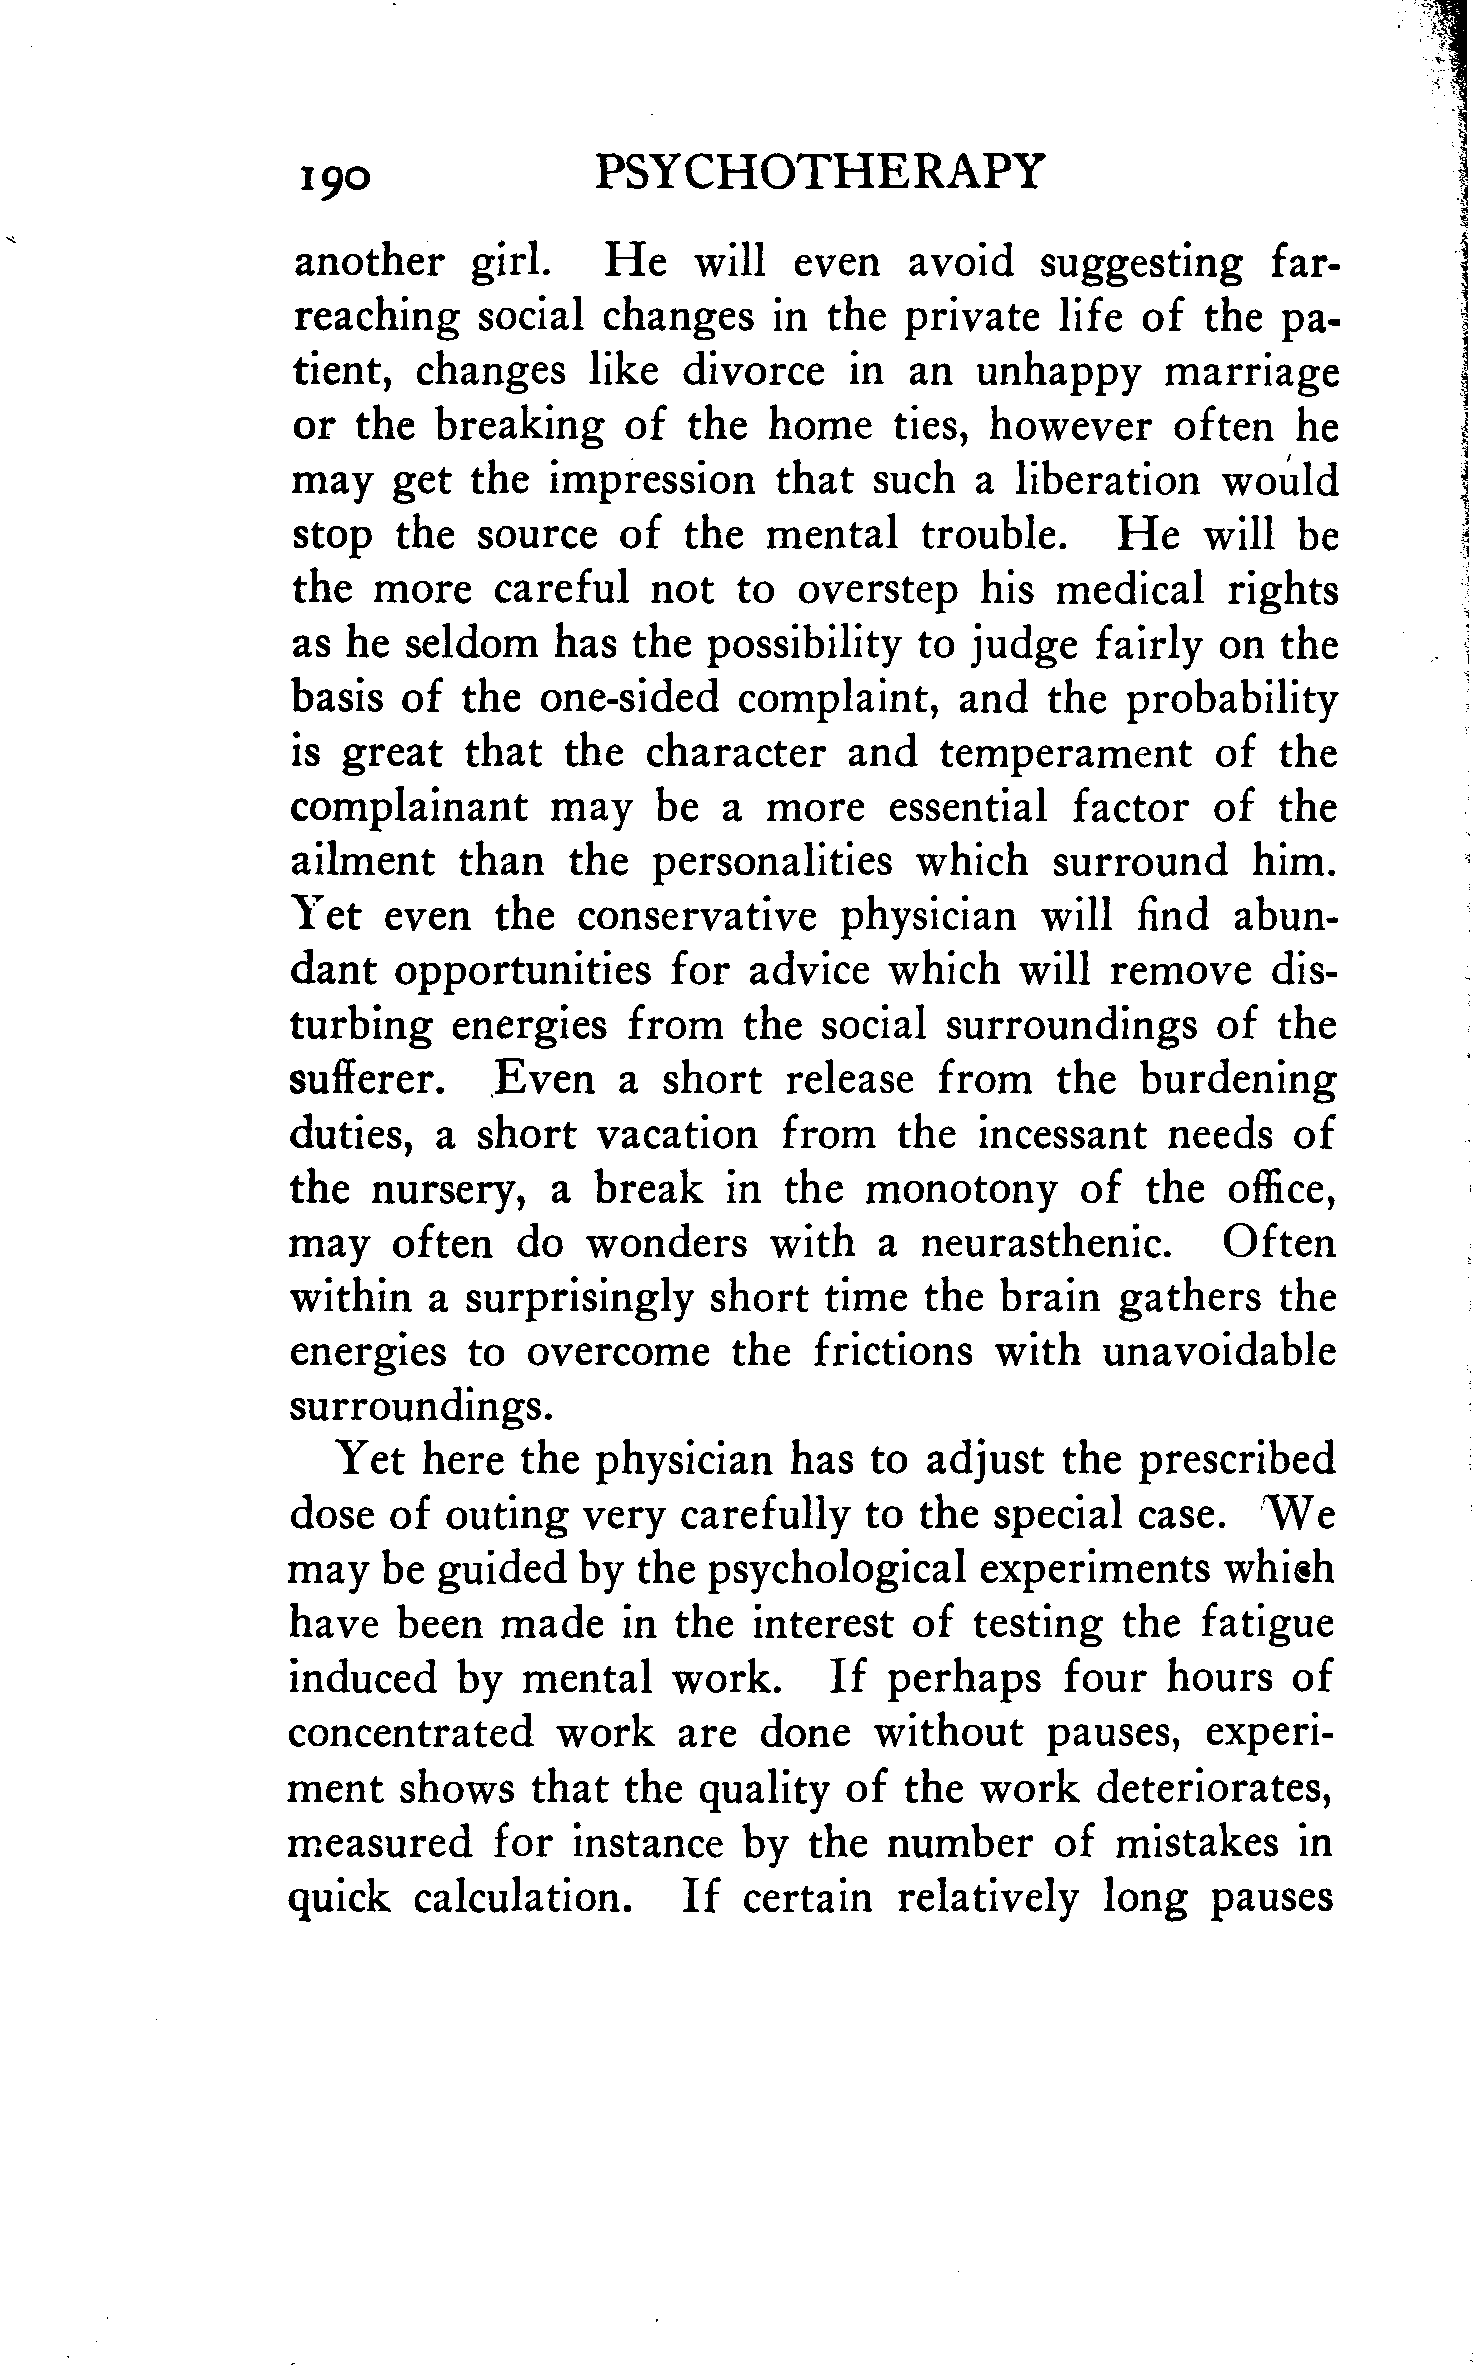 190 PSYCHOTHERAPY
another girl. He will even avoid suggesting far-
reaching social changes in the private life of the pa-
tient, changes like divorce in an unhappy marriage
or the breaking of the home ties, however often he
may get the impression that such a liberation would
stop the source of the mental trouble. He will be
the more careful not to overstep his medical rights
as he seldom has the possibility to judge fairly on the
basis of the one-sided complaint, and the probability
is great that the character and temperament of the
complainant may be a more essential factor of the
ailment than the personalities which surround him.
Yet even the conservative physician will find abun-
dant opportunities for advice which will remove dis-
turbing energies from the social surroundings of the
sufferer. Even a short release from the burdening
duties, a short vacation from the incessant needs of
the nursery, a break in the monotony of the office,
may often do wonders with a neurasthenic. Often
within a surprisingly short time the brain gathers the
energies to overcome the frictions with unavoidable
surroundings.
Yet here the physician has to adjust the prescribed
dose of outing very carefully to the special case. We
may be guided by the psychological experiments which
have been made in the interest of testing the fatigue
induced by mental work. If perhaps four hours of
concentrated work are done without pauses, experi-
ment shows that the quality of the work deteriorates,
measured for instance by the number of mistakes in
quick calculation. If certain relatively long pauses